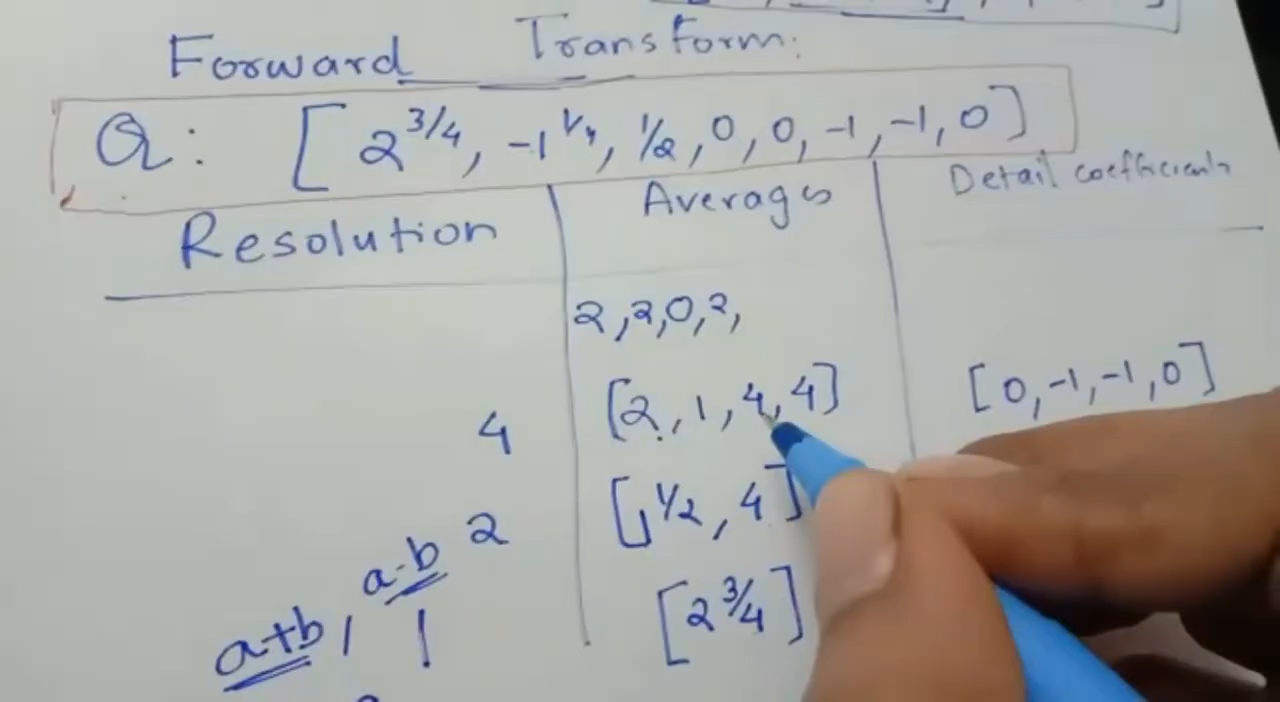 Forward Transform:
Q: [2^3/4, -1^1/4, 1/2, 0, 0, -1, -1, 0]
Resolution Averages Detail coefficients
2, 2, 0, 2,
4 [2, 1, 4, 4] [0, -1, -1, 0]
2 [1 1/2, 4]
[2 3/4]
a+b, a-b